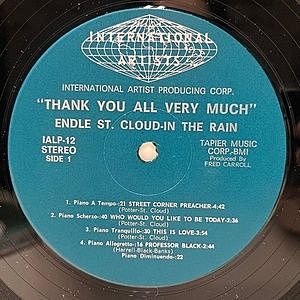 INTERNATIONAL
ARTISTS
INTERNATIONAL ARTIST PRODUCING CORP.
"THANK YOU ALL VERY MUCH"
ENDLE ST. CLOUD-IN THE RAIN
IALP-12
STEREO
SIDE 1
TAPIER MUSIC
CORP.-BMI
Produced By
FRED CARROLL
1. Piano A Tempo-:21 STREET CORNER PREACHER-4:42
(Potter-St. Cloud)
2. Piano Scherzo-:40 WHO WOULD YOU LIKE TO BE TODAY-3:36
(Potter-St. Cloud)
3. Piano Tranquillo-:30 THIS IS LOVE-3:54
(Potter-St. Cloud)
4. Piano Allegretto-:16 PROFESSOR BLACK-2:44
(Harrell-Black-Banks)
Piano Diminuendo-:22